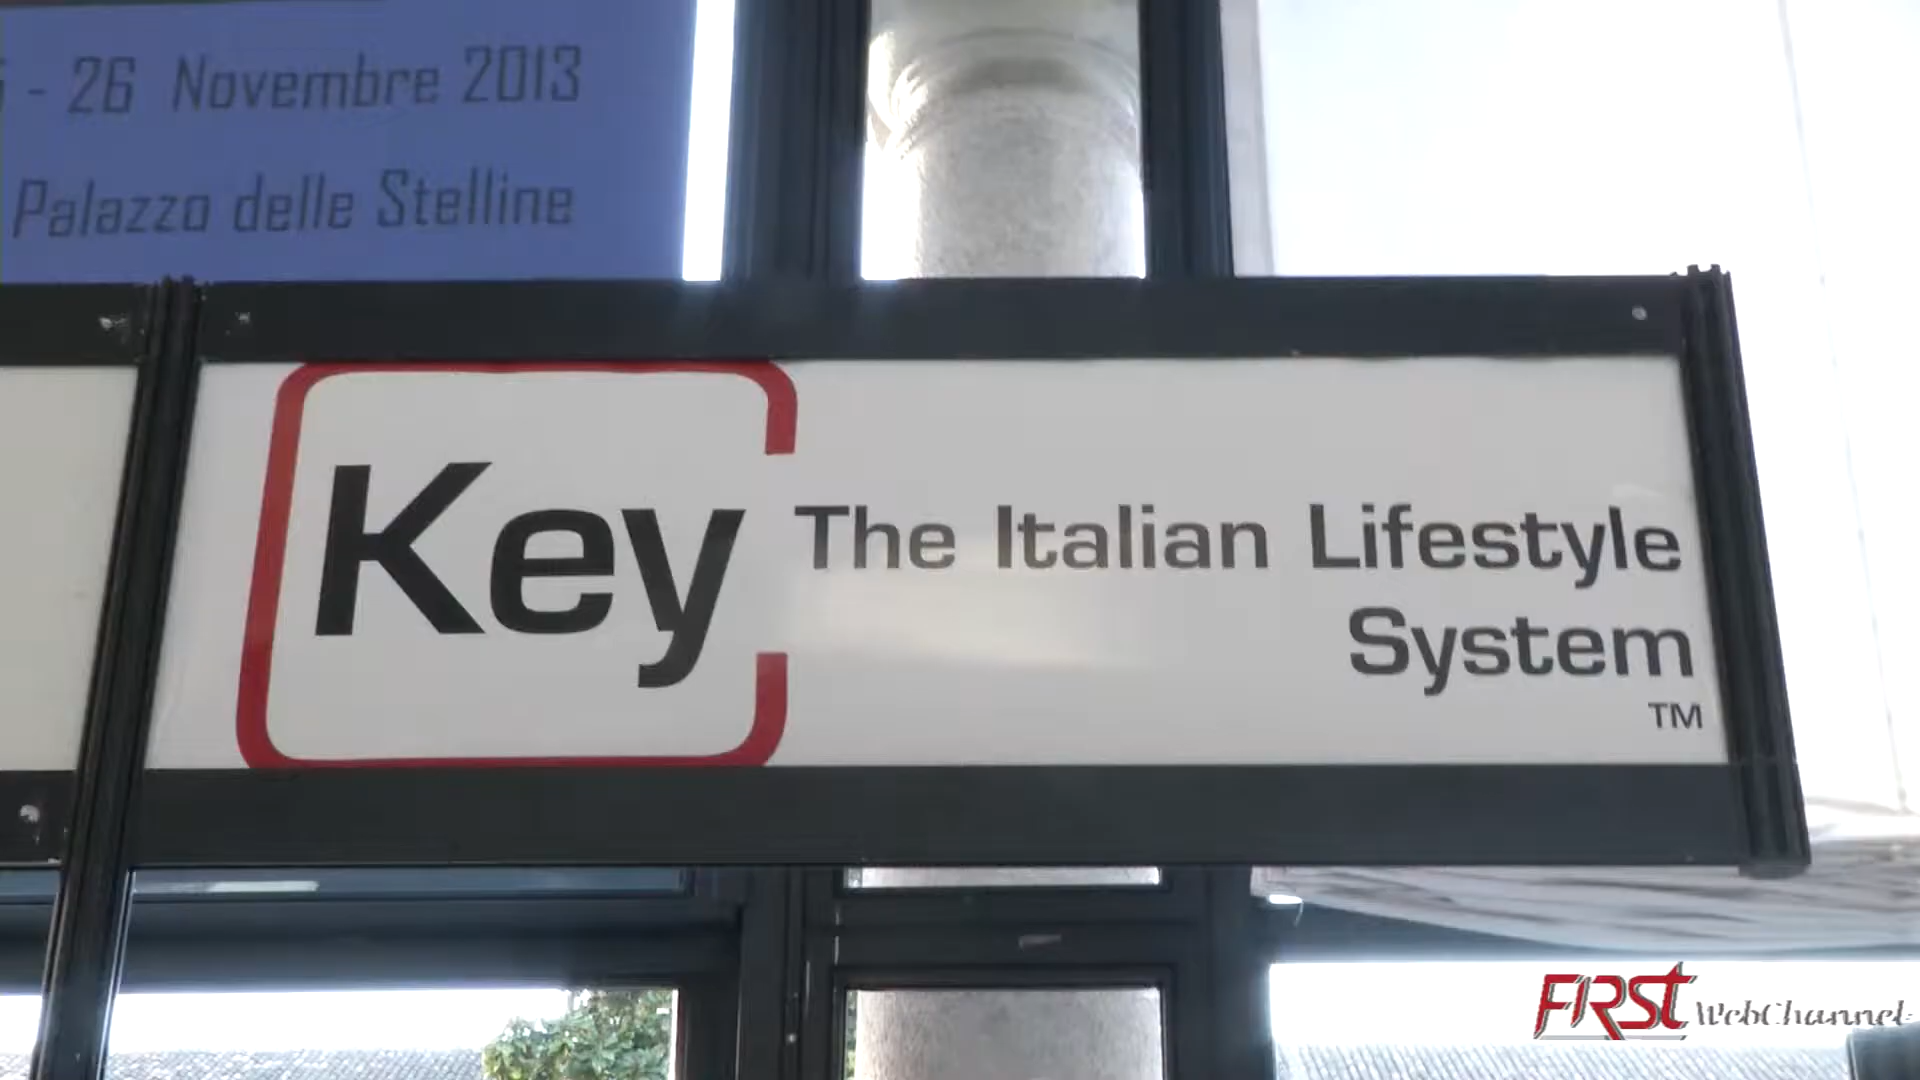 - 26 Novembre 2013
Palazzo delle Stelline
Key
The Italian Lifestyle
System
TM
FIRST WebChannel